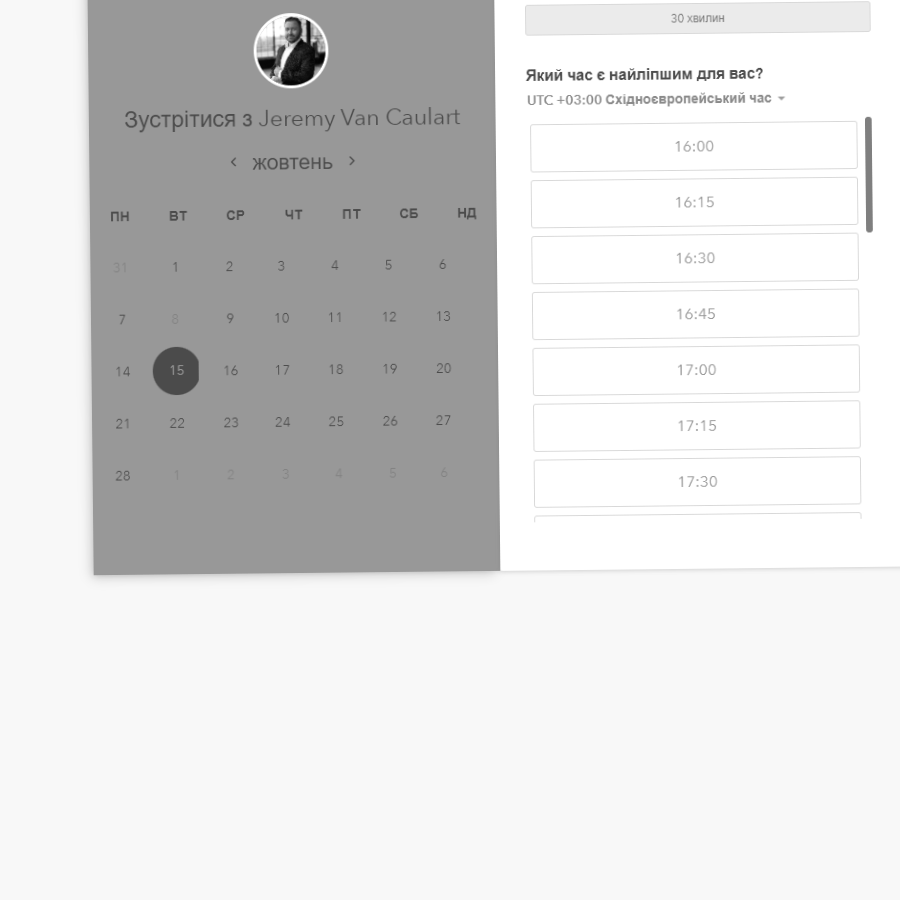 Зустрітися з Jeremy Van Caulart
‹ жовтень ›
ПН ВТ СР ЧТ ПТ СБ НД
31 1 2 3 4 5 6
7 8 9 10 11 12 13
14 15 16 17 18 19 20
21 22 23 24 25 26 27
28 1 2 3 4 5 6
30 хвилин
Який час є найліпшим для вас?
UTC +03:00 Східноєвропейський час
16:00
16:15
16:30
16:45
17:00
17:15
17:30